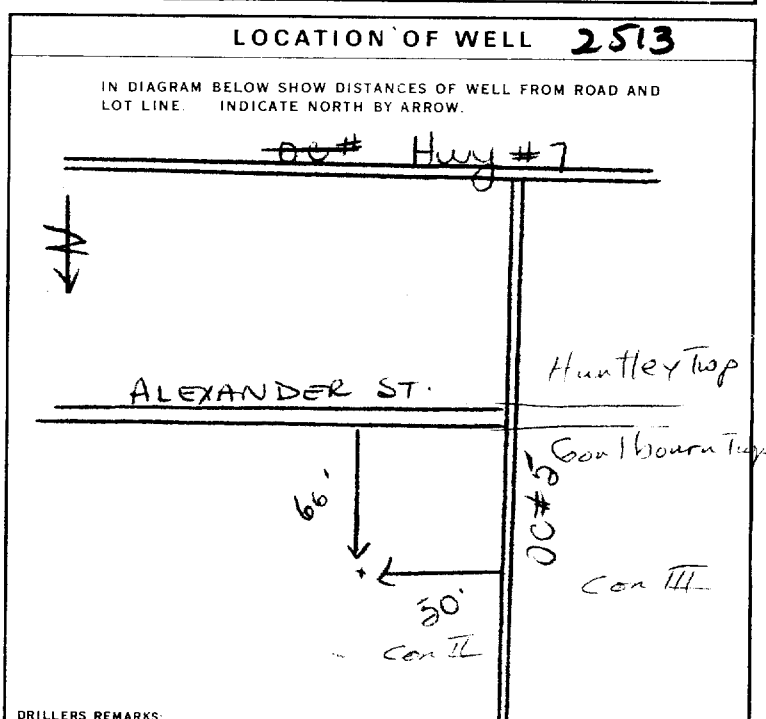 LOCATION OF WELL 2513
IN DIAGRAM BELOW SHOW DISTANCES OF WELL FROM ROAD AND
LOT LINE. INDICATE NORTH BY ARROW.
OC# Hwy #7
N
Huntley Twp
ALEXANDER ST.
Goulbourn Twp
OC#5
66'
Con III
Con II
DRILLERS REMARKS: